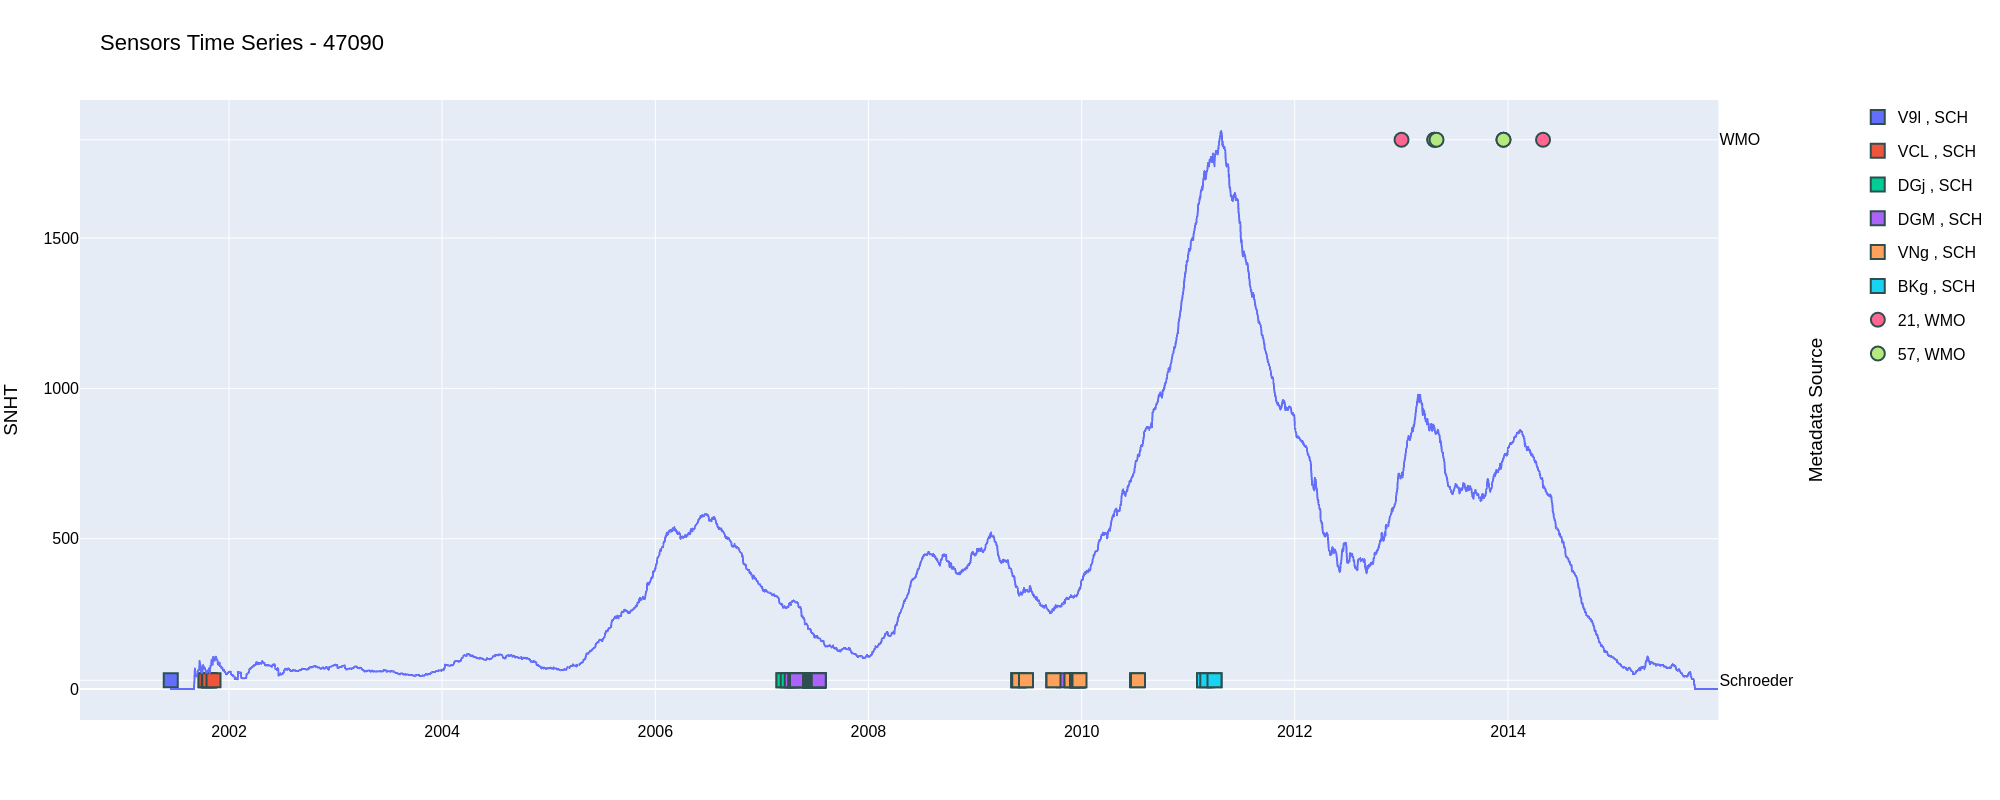 Sensors Time Series - 47090
SNHT
1500
1000
500
0
2002
2004
2006
2008
2010
2012
2014
WMO
Schroeder
Metadata Source
V9l , SCH
VCL , SCH
DGj , SCH
DGM , SCH
VNg , SCH
BKg , SCH
21, WMO
57, WMO